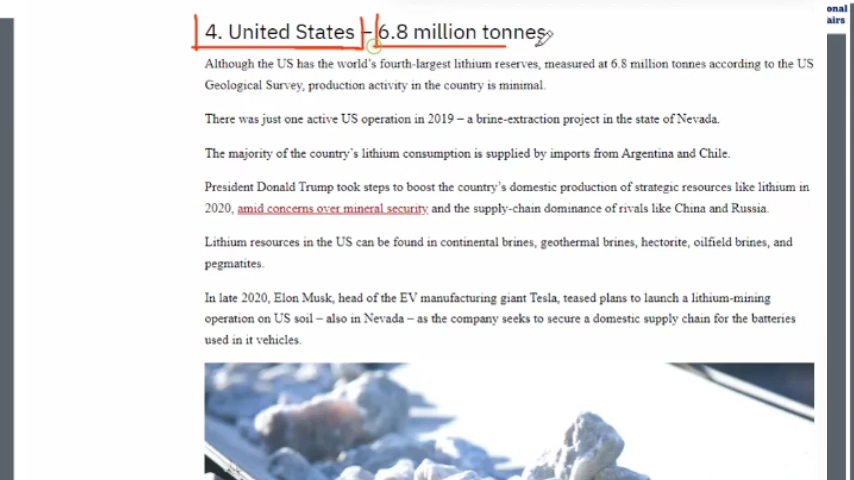 4. United States – 6.8 million tonnes
Although the US has the world's fourth-largest lithium reserves, measured at 6.8 million tonnes according to the US
Geological Survey, production activity in the country is minimal.
There was just one active US operation in 2019 – a brine-extraction project in the state of Nevada.
The majority of the country's lithium consumption is supplied by imports from Argentina and Chile.
President Donald Trump took steps to boost the country's domestic production of strategic resources like lithium in
2020, amid concerns over mineral security and the supply-chain dominance of rivals like China and Russia.
Lithium resources in the US can be found in continental brines, geothermal brines, hectorite, oilfield brines, and
pegmatites.
In late 2020, Elon Musk, head of the EV manufacturing giant Tesla, teased plans to launch a lithium-mining
operation on US soil – also in Nevada – as the company seeks to secure a domestic supply chain for the batteries
used in it vehicles.